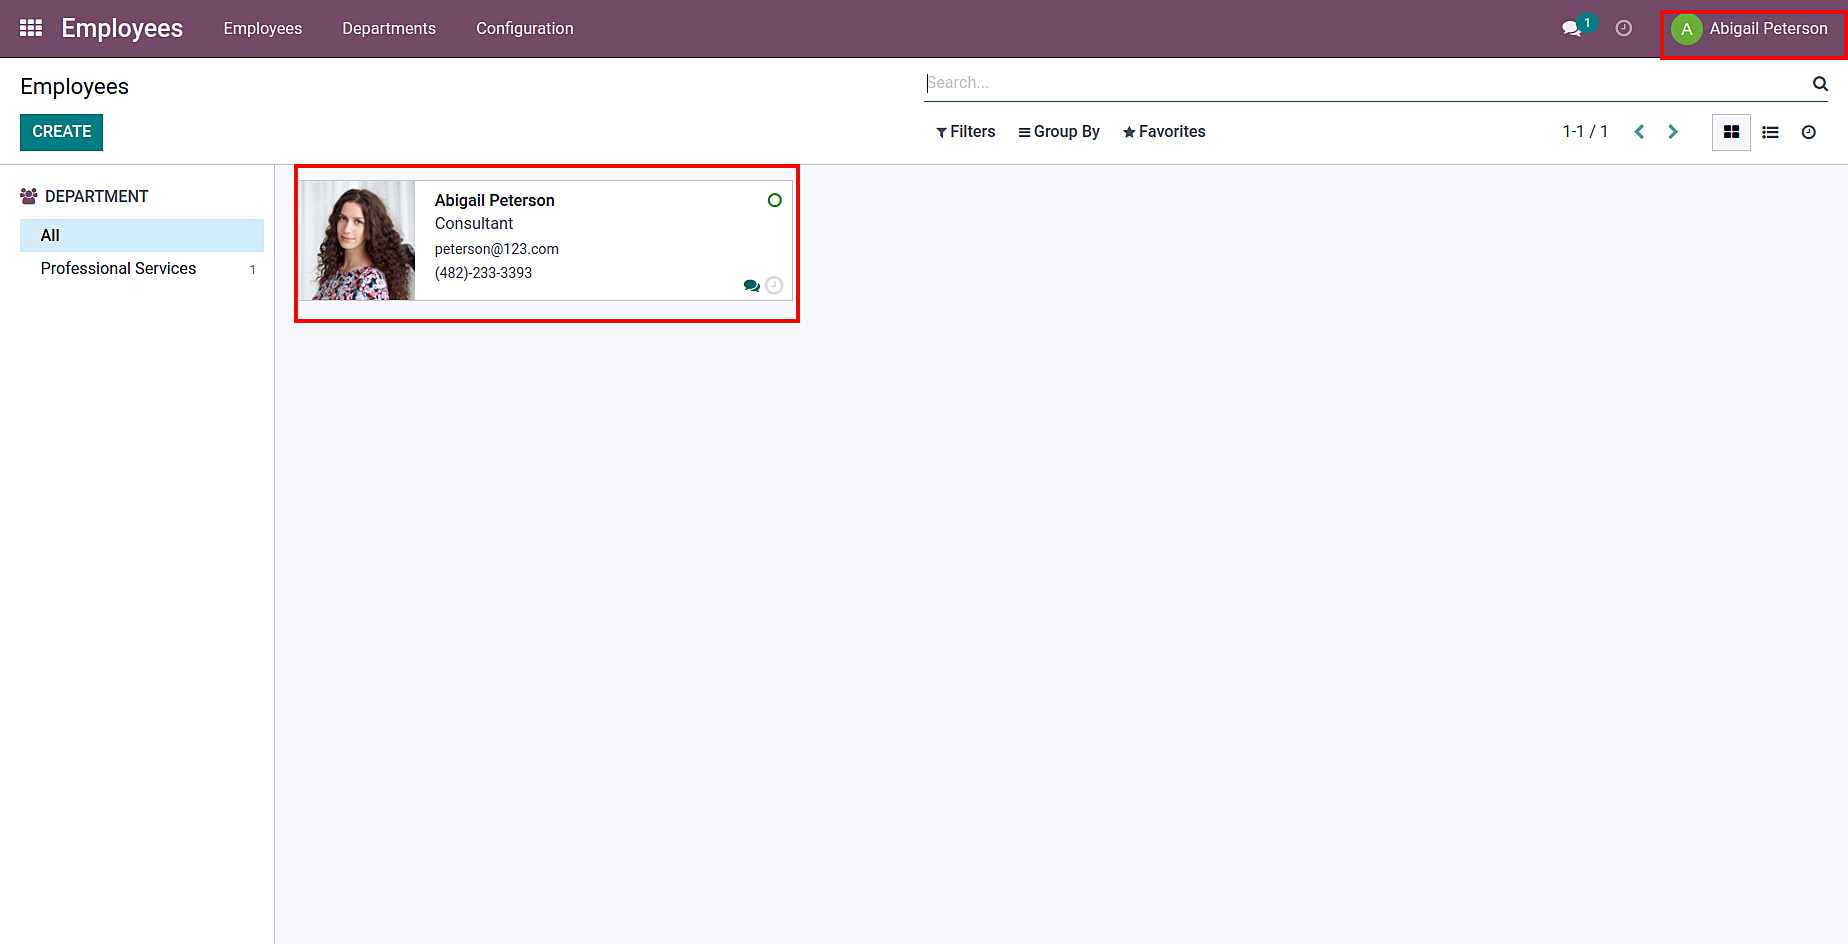 Employees Employees Departments Configuration 1 A Abigail Peterson
Employees
Search...
CREATE
Filters Group By Favorites 1-1 / 1
DEPARTMENT
All
Professional Services 1
Abigail Peterson
Consultant
peterson@123.com
(482)-233-3393